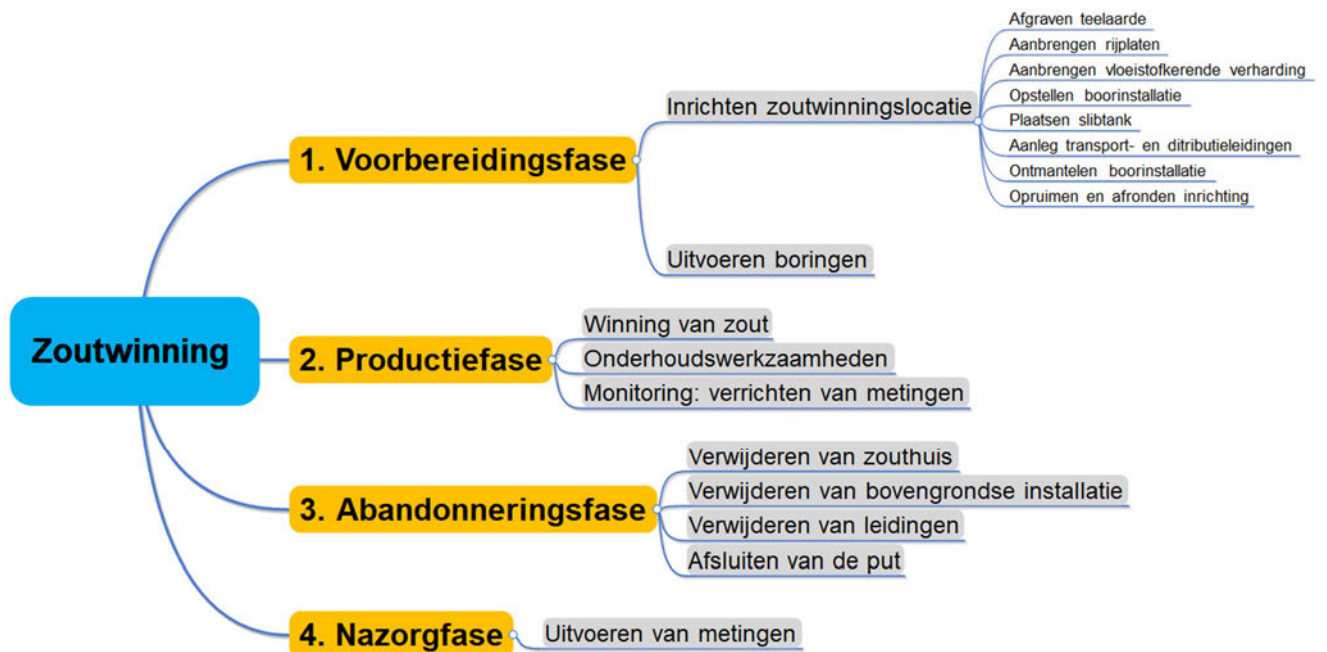 Zoutwinning
1. Voorbereidingsfase
Inrichten zoutwinningslocatie
Afgraven teelaarde
Aanbrengen rijplaten
Aanbrengen vloeistofkerende verharding
Opstellen boorinstallatie
Plaatsen slibtank
Aanleg transport- en ditributieleidingen
Ontmantelen boorinstallatie
Opruimen en afronden inrichting
Uitvoeren boringen
2. Productiefase
Winning van zout
Onderhoudswerkzaamheden
Monitoring: verrichten van metingen
3. Abandonneringsfase
Verwijderen van zouthuis
Verwijderen van bovengrondse installatie
Verwijderen van leidingen
Afsluiten van de put
4. Nazorgfase
Uitvoeren van metingen